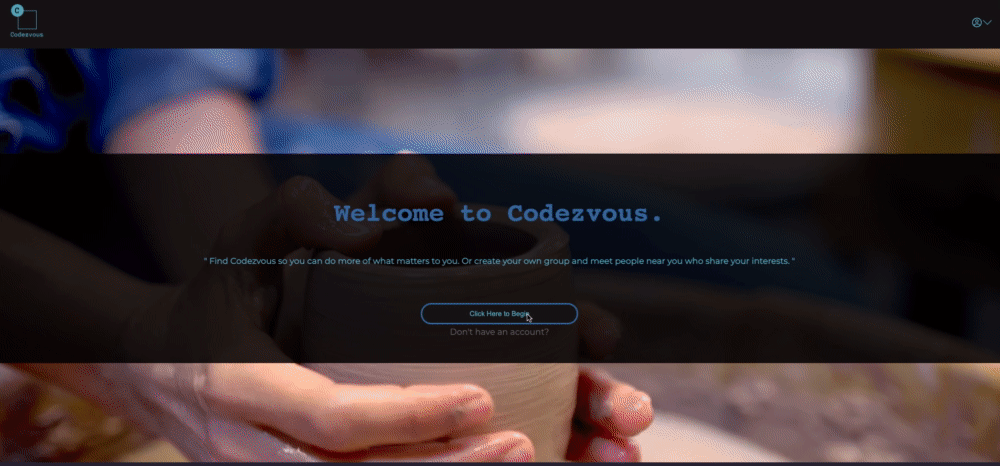 C
Codezvous
Welcome to Codezvous.
" Find Codezvous so you can do more of what matters to you. Or create your own group and meet people near you who share your interests. "
Click Here to Begin
Don't have an account?